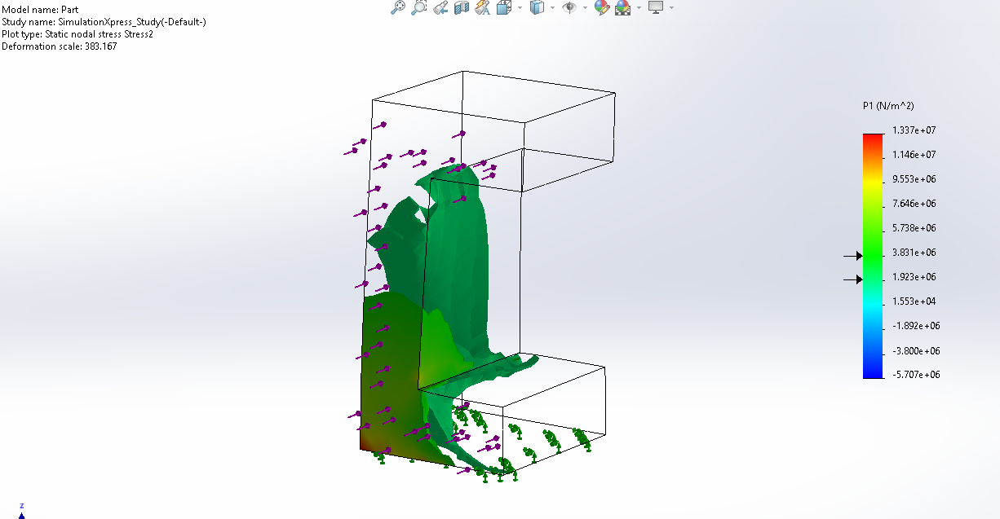 Model name: Part
Study name: SimulationXpress_Study(-Default-)
Plot type: Static nodal stress Stress2
Deformation scale: 383.167
P1 (N/m^2)
1.337e+07
1.146e+07
9.553e+06
7.646e+06
5.738e+06
3.831e+06
1.923e+06
1.553e+04
-1.892e+06
-3.800e+06
-5.707e+06
z